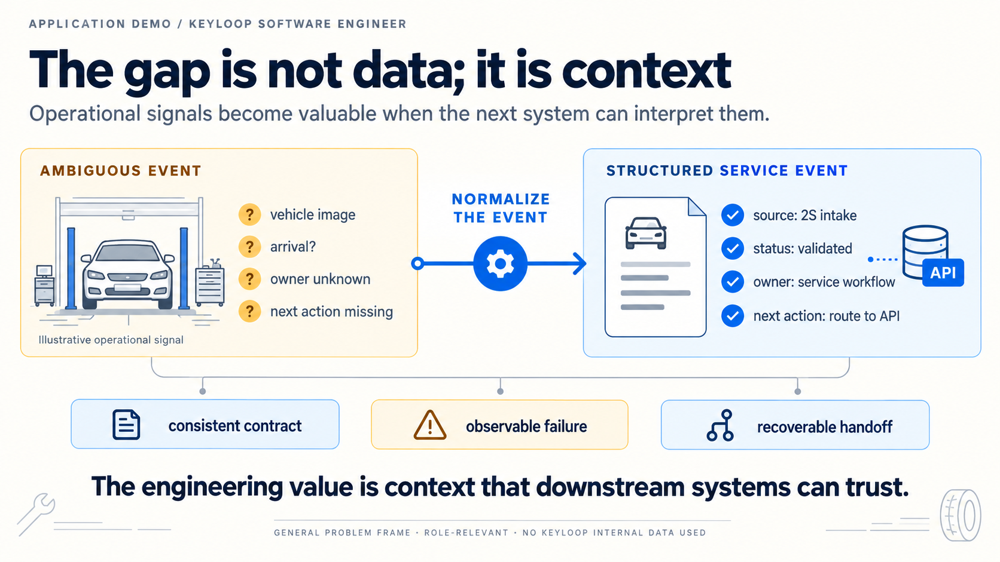 APPLICATION DEMO / KEYLOOP SOFTWARE ENGINEER
The gap is not data; it is context
Operational signals become valuable when the next system can interpret them.
AMBIGUOUS EVENT
? vehicle image
? arrival?
? owner unknown
? next action missing
Illustrative operational signal
NORMALIZE
THE EVENT
STRUCTURED SERVICE EVENT
source: 2S intake
status: validated
owner: service workflow
next action: route to API
API
consistent contract
observable failure
recoverable handoff
The engineering value is context that downstream systems can trust.
GENERAL PROBLEM FRAME · ROLE-RELEVANT · NO KEYLOOP INTERNAL DATA USED